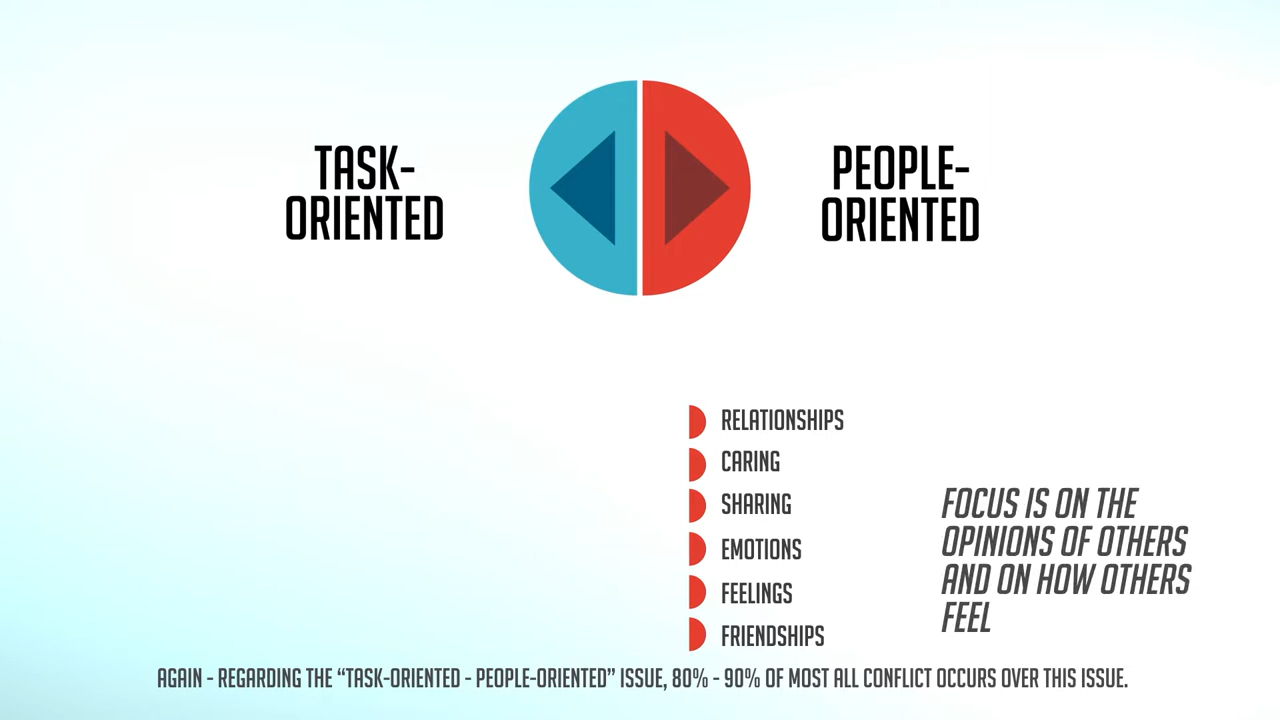 TASK-
ORIENTED
PEOPLE-
ORIENTED
RELATIONSHIPS
CARING
SHARING
EMOTIONS
FEELINGS
FRIENDSHIPS
FOCUS IS ON THE
OPINIONS OF OTHERS
AND ON HOW OTHERS
FEEL
AGAIN - REGARDING THE “TASK-ORIENTED - PEOPLE-ORIENTED” ISSUE, 80% - 90% OF MOST ALL CONFLICT OCCURS OVER THIS ISSUE.